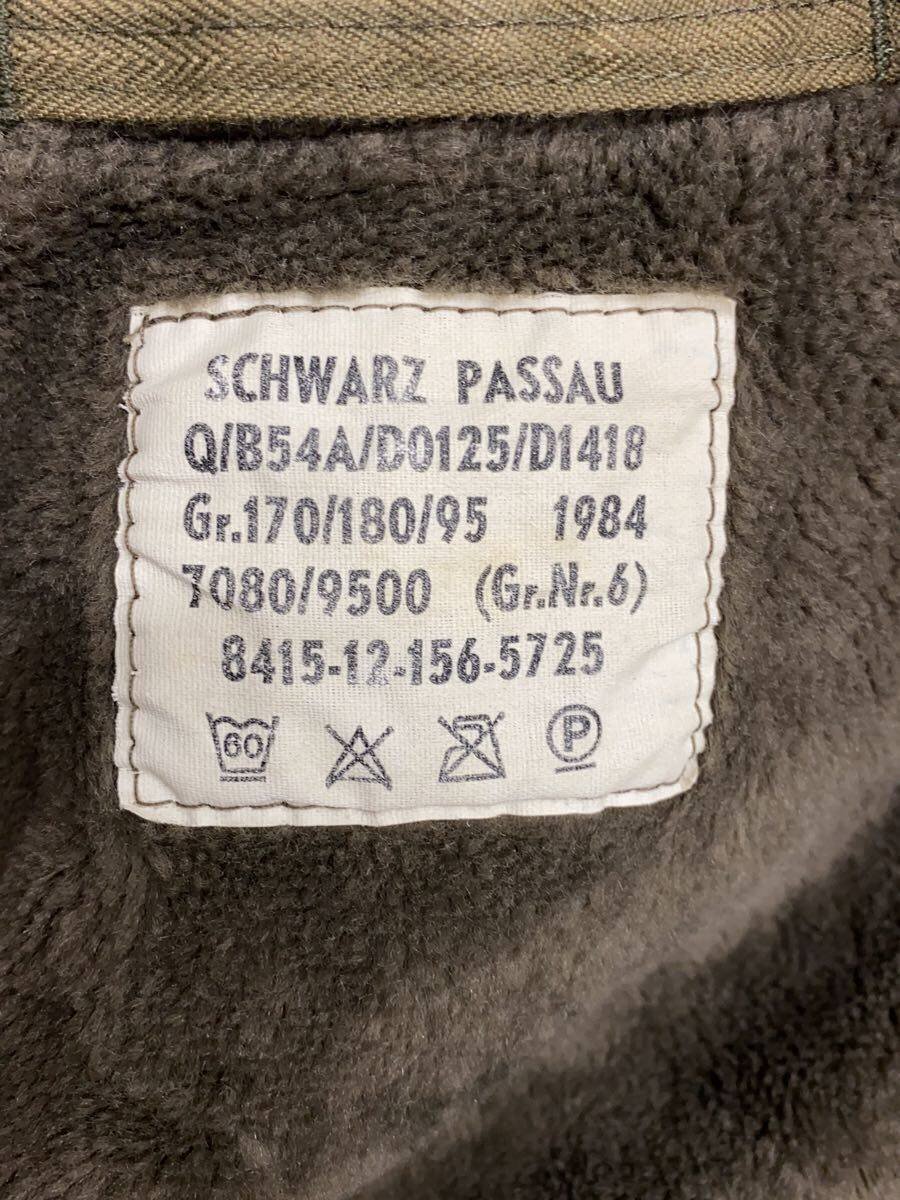 SCHWARZ PASSAU
Q/B54A/D0125/D1418
Gr.170/180/95 1984
7080/9500 (Gr.Nr.6)
8415-12-156-5725
60 P